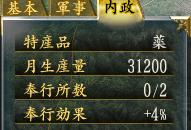 基本 軍事 内政
特産品 薬
月生産量 31200
奉行所数 0/2
奉行効果 +4%